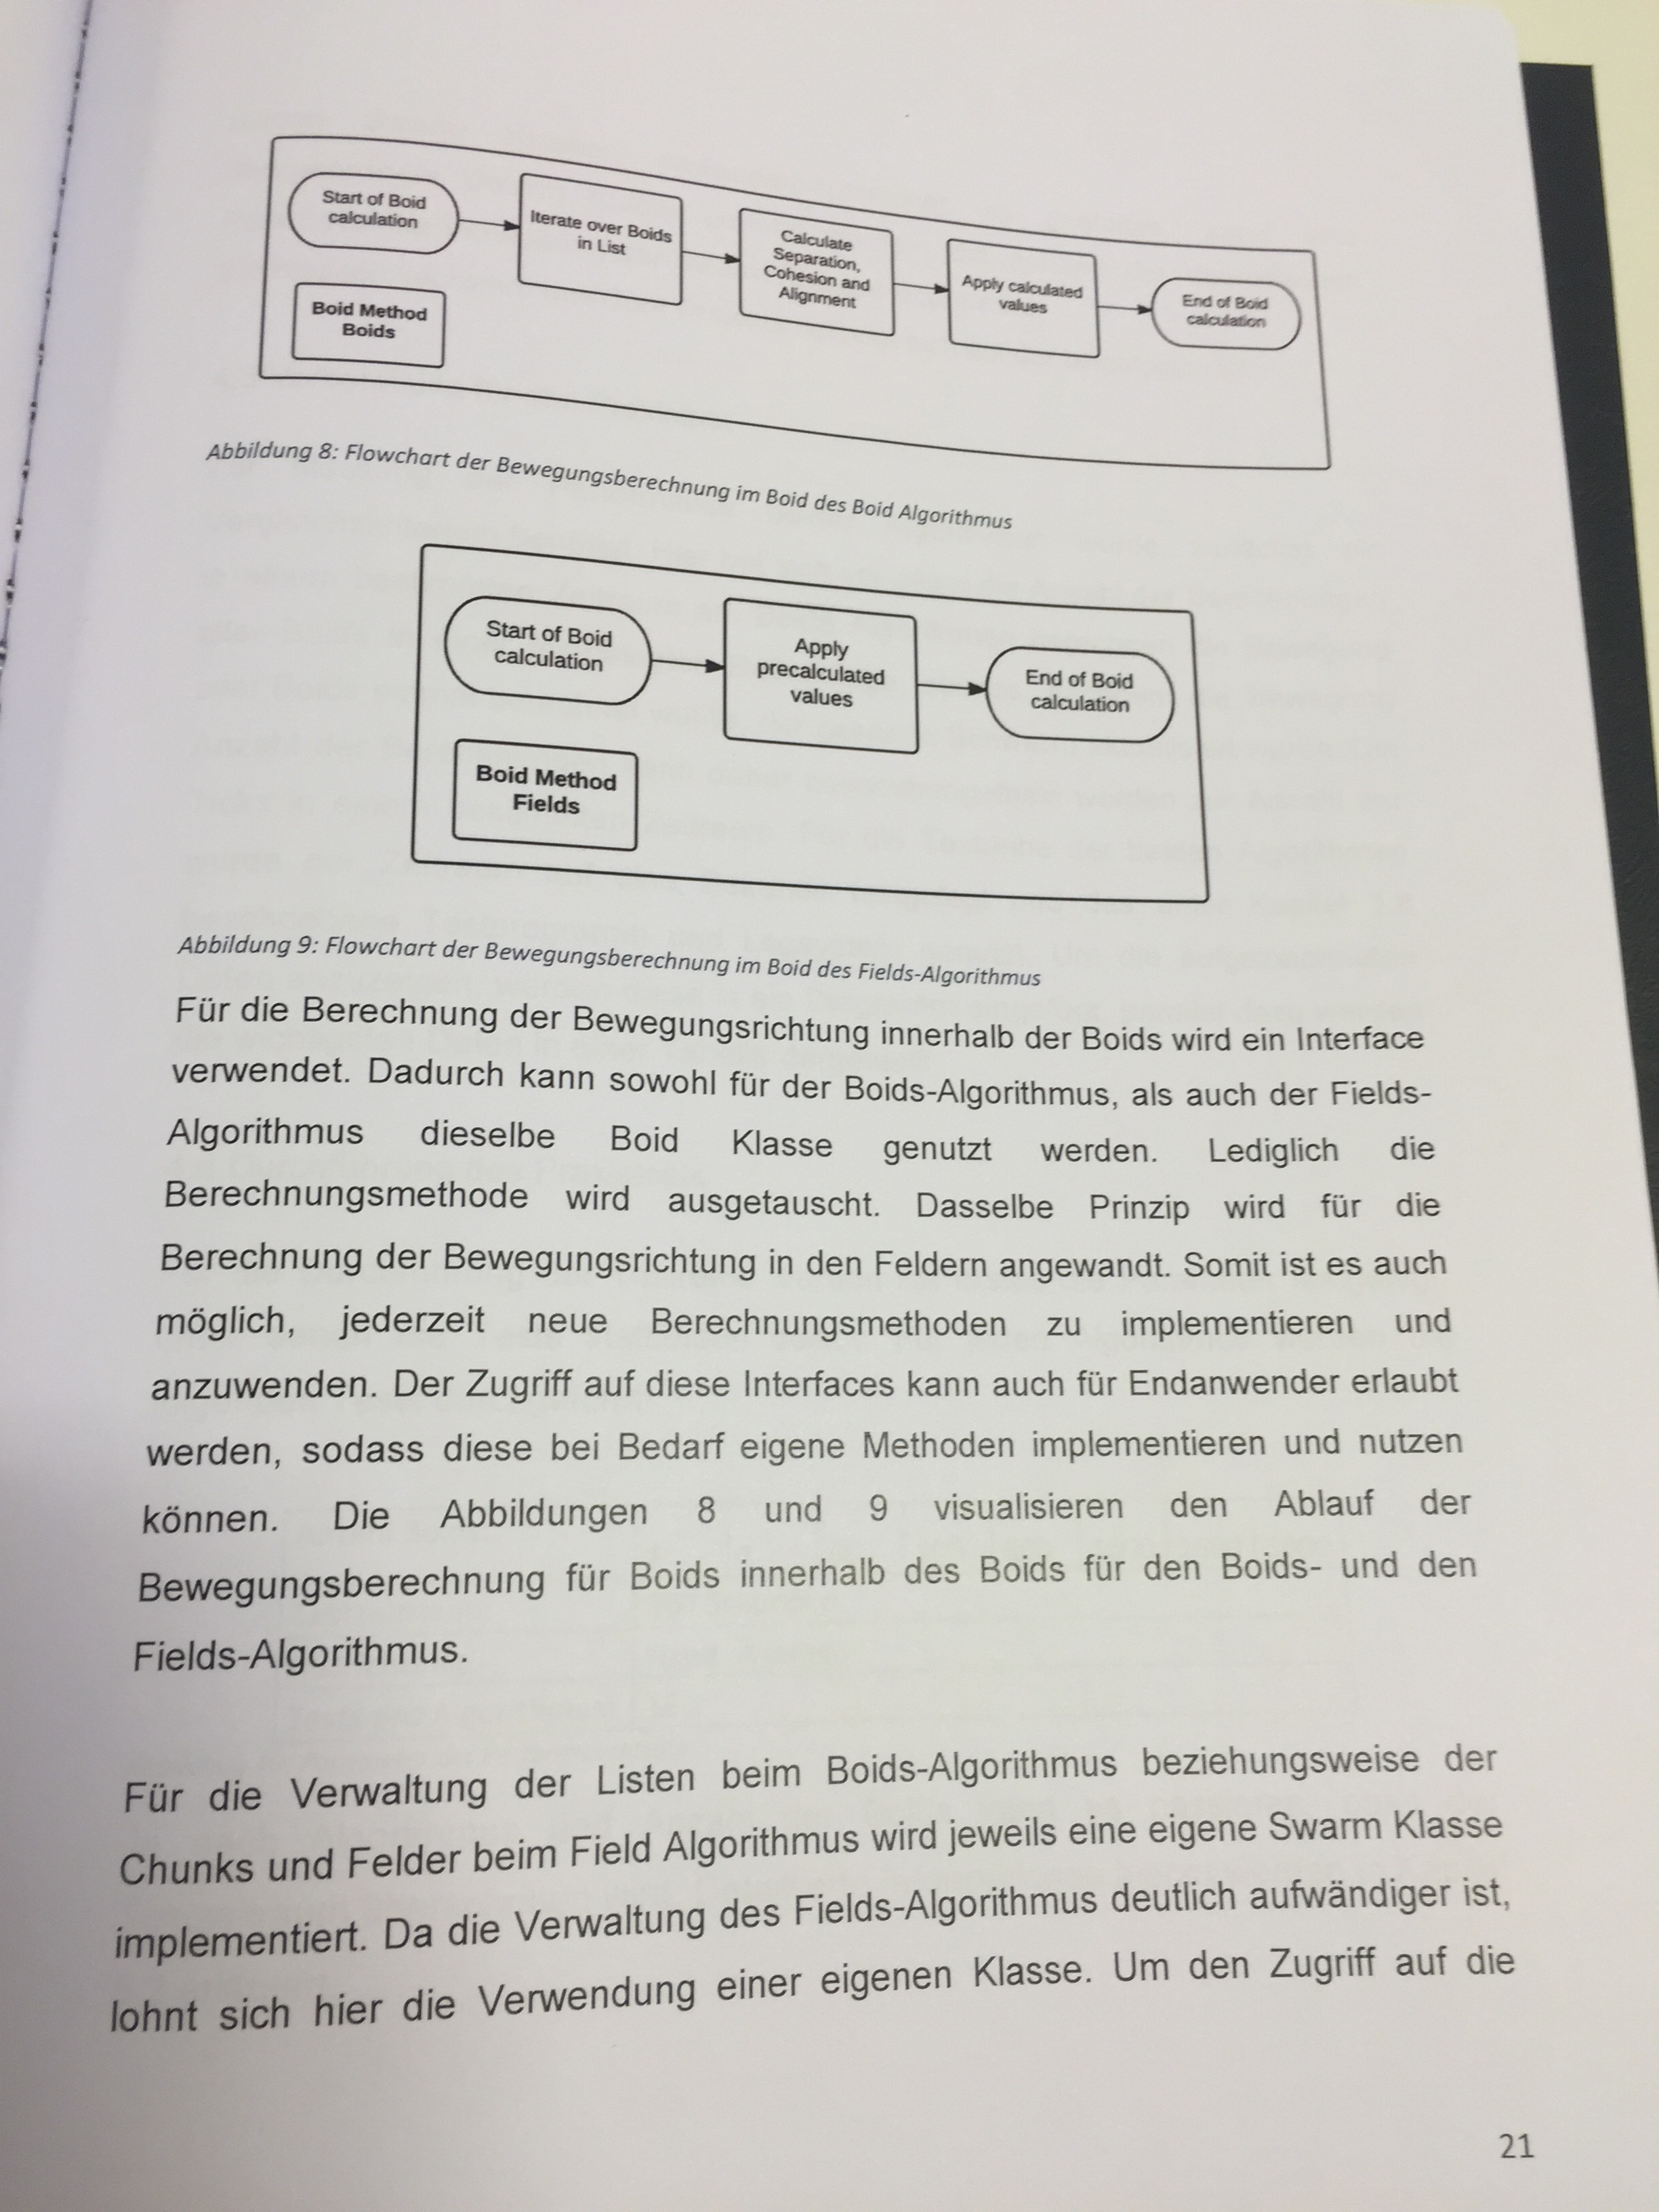 Start of Boid
calculation
Iterate over Boids
in List
Calculate
Separation,
Cohesion and
Alignment
Apply calculated
values
End of Boid
calculation
Boid Method
Boids
Abbildung 8: Flowchart der Bewegungsberechnung im Boid des Boid Algorithmus
Start of Boid
calculation
Apply
precalculated
values
End of Boid
calculation
Boid Method
Fields
Abbildung 9: Flowchart der Bewegungsberechnung im Boid des Fields-Algorithmus
Für die Berechnung der Bewegungsrichtung innerhalb der Boids wird ein Interface
verwendet. Dadurch kann sowohl für der Boids-Algorithmus, als auch der Fields-
Algorithmus dieselbe Boid Klasse genutzt werden. Lediglich die
Berechnungsmethode wird ausgetauscht. Dasselbe Prinzip wird für die
Berechnung der Bewegungsrichtung in den Feldern angewandt. Somit ist es auch
möglich, jederzeit neue Berechnungsmethoden zu implementieren und
anzuwenden. Der Zugriff auf diese Interfaces kann auch für Endanwender erlaubt
werden, sodass diese bei Bedarf eigene Methoden implementieren und nutzen
können. Die Abbildungen 8 und 9 visualisieren den Ablauf der
Bewegungsberechnung für Boids innerhalb des Boids für den Boids- und den
Fields-Algorithmus.
Für die Verwaltung der Listen beim Boids-Algorithmus beziehungsweise der
Chunks und Felder beim Field Algorithmus wird jeweils eine eigene Swarm Klasse
implementiert. Da die Verwaltung des Fields-Algorithmus deutlich aufwändiger ist,
lohnt sich hier die Verwendung einer eigenen Klasse. Um den Zugriff auf die
21